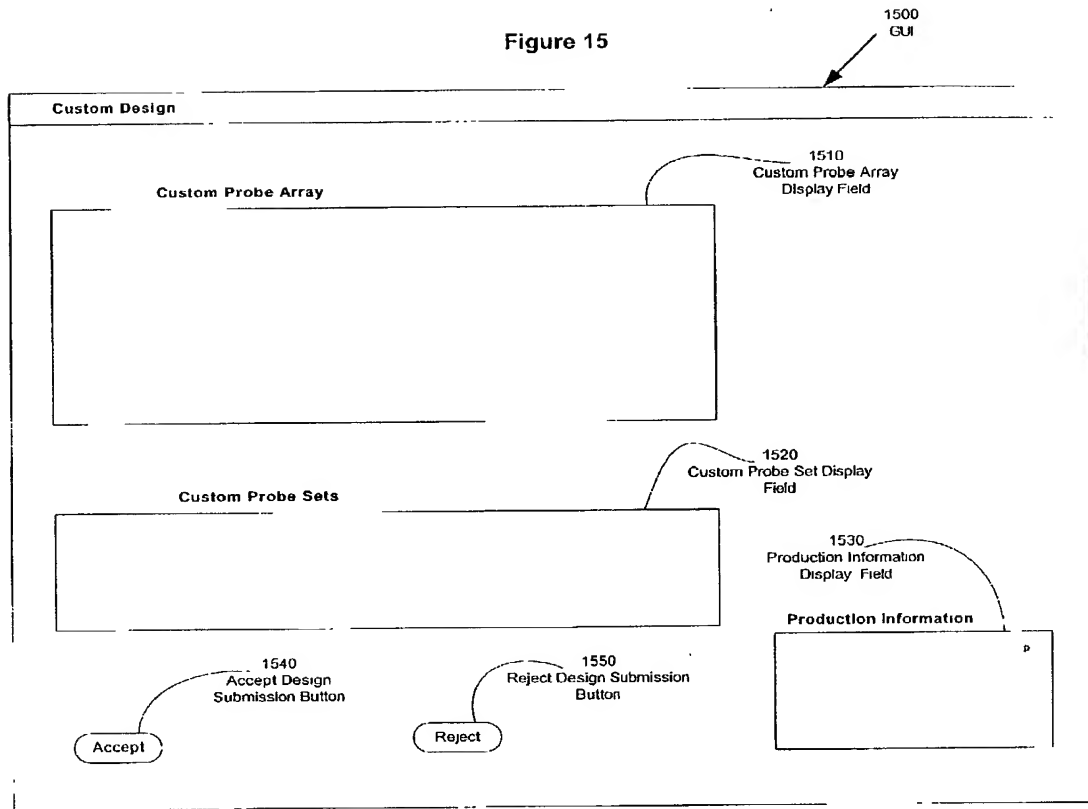 1500
GUI
Figure 15
Custom Design
1510
Custom Probe Array
Display Field
Custom Probe Array
1520
Custom Probe Set Display
Field
Custom Probe Sets
1530
Production Information
Display Field
Production Information
P
1540
Accept Design
Submission Button
1550
Reject Design Submission
Button
Accept
Reject